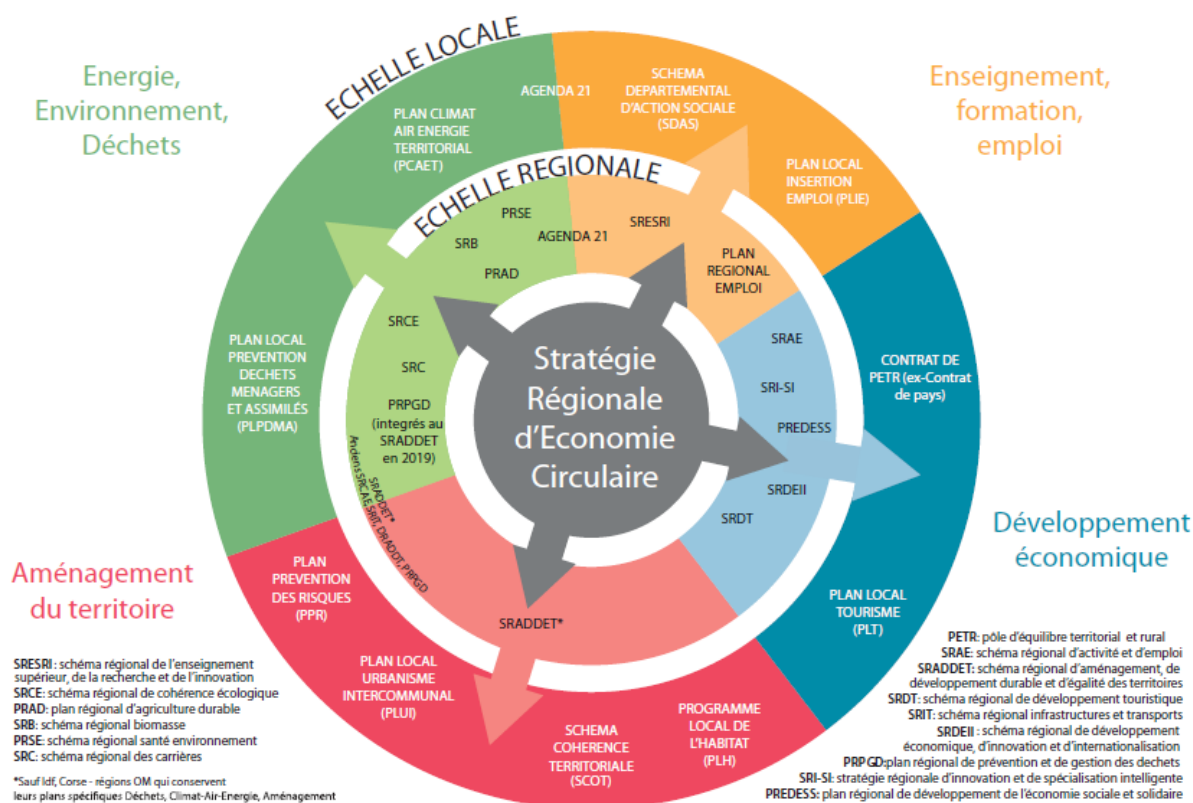 Energie,
Environnement,
Déchets
ECHELLE LOCALE
AGENDA 21
PLAN CLIMAT
AIR ENERGIE
TERRITORIAL
(PCAET)
SCHEMA
DEPARTEMENTAL
D'ACTION SOCIALE
(SDAS)
Enseignement,
formation,
emploi
PLAN LOCAL
INSERTION
EMPLOI (PLIE)
ECHELLE REGIONALE
PRSE
SRB
AGENDA 21
PRAD
SRESRI
PLAN
REGIONAL
EMPLOI
SRCE
SRC
PRPGD
(integrés au
SRADDET
en 2019)
SRADDET*
Anciens SRCAE, SRIT, DRADDT, PRPGD
PLAN LOCAL
PREVENTION
DECHETS
MENAGERS
ET ASSIMILÉS
(PLPDMA)
Stratégie
Régionale
d'Economie
Circulaire
SRAE
SRI-SI
PREDESS
SRDEII
SRDT
CONTRAT DE
PETR (ex-Contrat
de pays)
Développement
économique
PLAN LOCAL
TOURISME
(PLT)
Aménagement
du territoire
PLAN
PREVENTION
DES RISQUES
(PPR)
SRADDET*
PLAN LOCAL
URBANISME
INTERCOMMUNAL
(PLUI)
SCHEMA
COHERENCE
TERRITORIALE
(SCOT)
PROGRAMME
LOCAL DE
L'HABITAT
(PLH)
SRESRI : schéma régional de l'enseignement
supérieur, de la recherche et de l'innovation
SRCE: schéma régional de cohérence écologique
PRAD: plan régional d'agriculture durable
SRB: schéma régional biomasse
PRSE: schéma régional santé environnement
SRC: schéma régional des carrières
*Sauf Idf, Corse - régions OM qui conservent
leurs plans spécifiques Déchets, Climat-Air-Energie, Aménagement
PETR: pôle d'équilibre territorial et rural
SRAE: schéma régional d'activité et d'emploi
SRADDET: schéma régional d'aménagement, de
développement durable et d'égalité des territoires
SRDT: schéma régional de développement touristique
SRIT: schéma régional infrastructures et transports
SRDEII : schéma régional de développement
économique, d'innovation et d'internationalisation
PRPGD:plan régional de prévention et de gestion des dechets
SRI-SI: stratégie régionale d'innovation et de spécialisation intelligente
PREDESS: plan régional de développement de l'économie sociale et solidaire